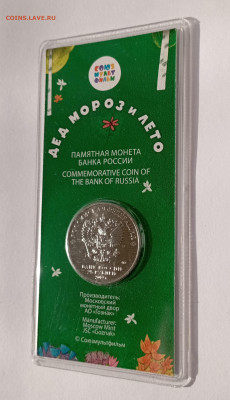 coins.lave.ru
СОЮЗ
МУЛЬТ
ФИЛЬМ
ДЕД МОРОЗ И ЛЕТО
ПАМЯТНАЯ МОНЕТА
БАНКА РОССИИ
COMMEMORATIVE COIN OF
THE BANK OF RUSSIA
Производитель:
Московский
монетный двор
АО «Гознак»
Manufacturer:
Moscow Mint
JSC «Goznak»
© Союзмультфильм